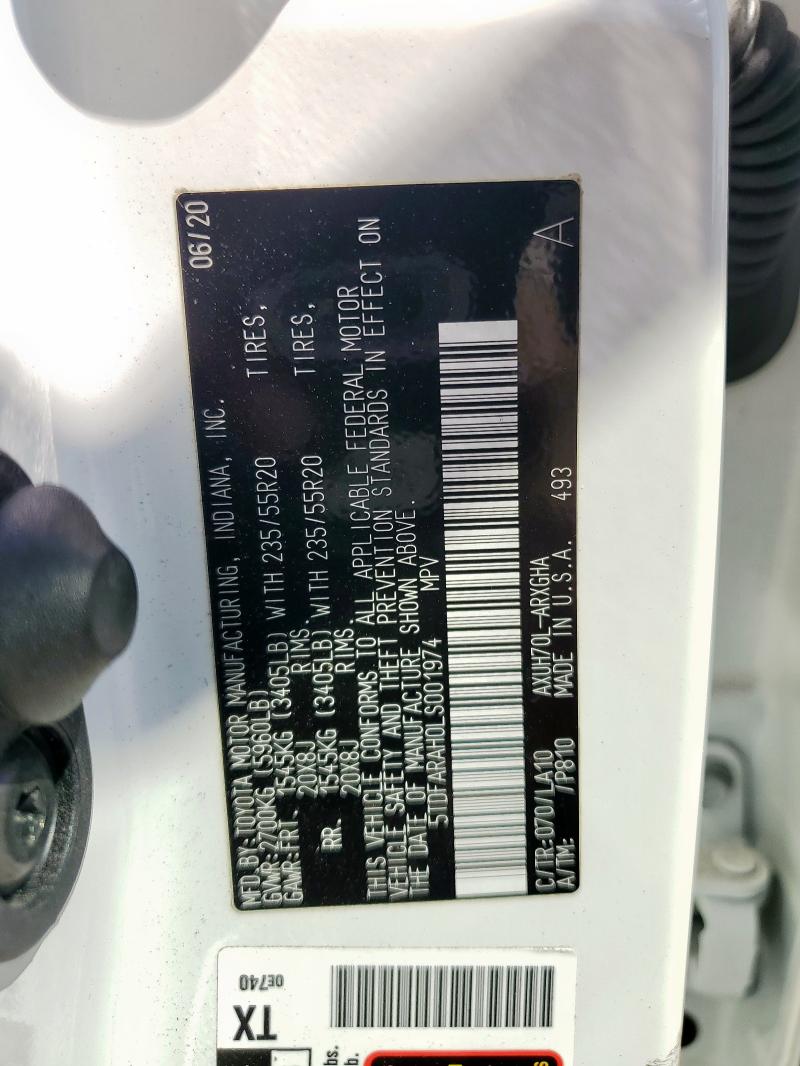 MFD BY: TOYOTA MOTOR MANUFACTURING, INDIANA, INC. 06/20
GVWR: 2700KG (5960LB)
GAWR: FRT. 1545KG (3405LB) WITH 235/55R20 TIRES,
20X8J RIMS.
RR. 1545KG (3405LB) WITH 235/55R20 TIRES,
20X8J RIMS.
THIS VEHICLE CONFORMS TO ALL APPLICABLE FEDERAL MOTOR
VEHICLE SAFETY AND THEFT PREVENTION STANDARDS IN EFFECT ON
THE DATE OF MANUFACTURE SHOWN ABOVE.
5TDFARAH0LS001974 MPV
C/TR: 070/LA10 AXUH70L-ARXGHA
A/TM: /P810 MADE IN U.S.A. 493 A
0E740
TX
lbs.